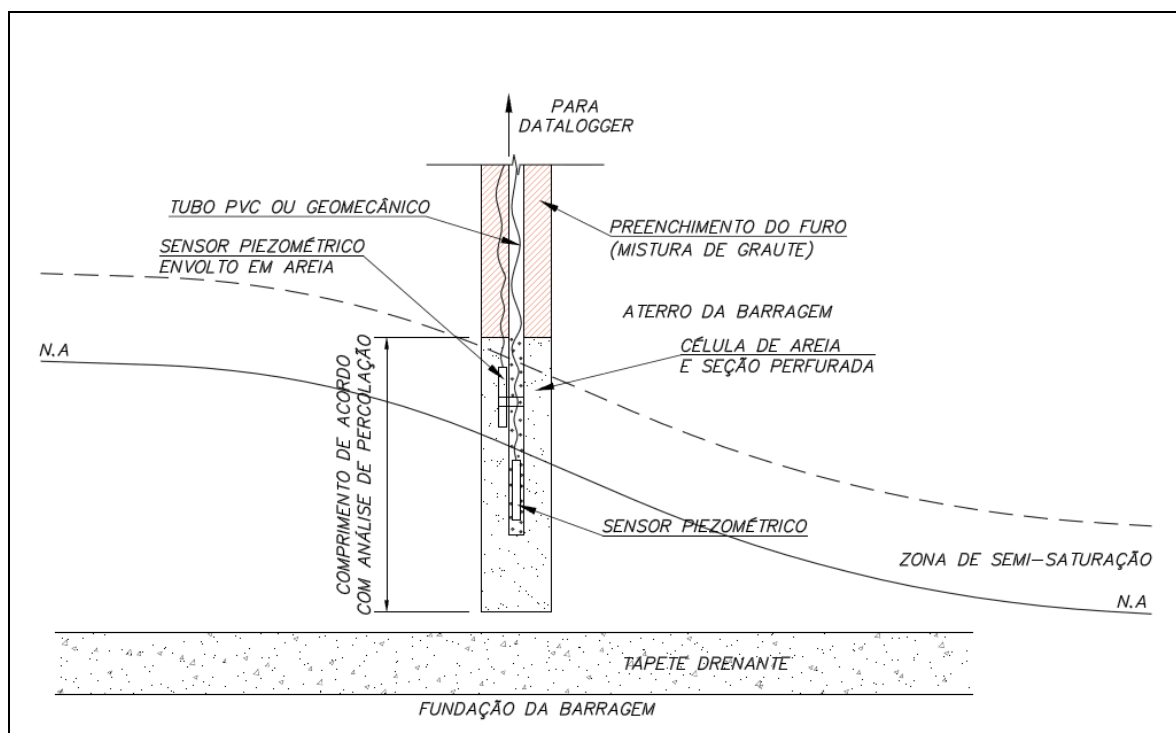 PARA
DATALOGGER
TUBO PVC OU GEOMECÂNICO
SENSOR PIEZOMÉTRICO
ENVOLTO EM AREIA
PREENCHIMENTO DO FURO
(MISTURA DE GRAUTE)
ATERRO DA BARRAGEM
N.A
CÉLULA DE AREIA
E SEÇÃO PERFURADA
COMPRIMENTO DE ACORDO
COM ANÁLISE DE PERCOLAÇÃO
SENSOR PIEZOMÉTRICO
ZONA DE SEMI-SATURAÇÃO
N.A
TAPETE DRENANTE
FUNDAÇÃO DA BARRAGEM